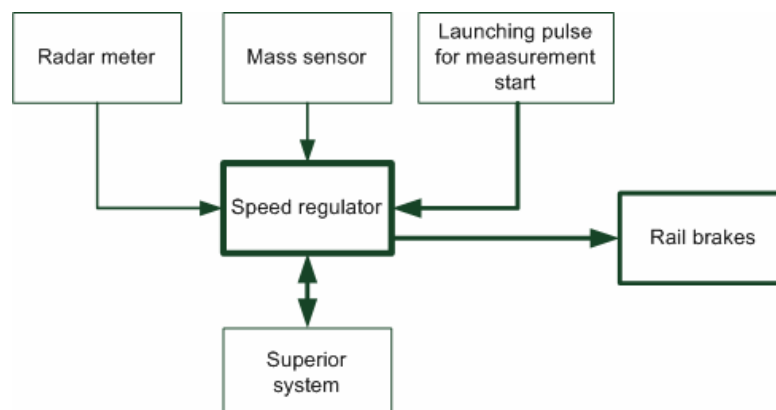 Radar meter
Mass sensor
Launching pulse
for measurement
start
Speed regulator
Rail brakes
Superior
system